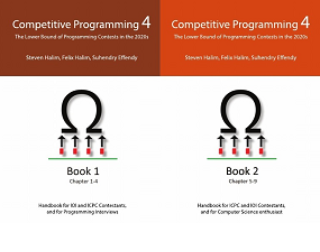 Competitive Programming 4
The Lower Bound of Programming Contests in the 2020s
Steven Halim, Felix Halim, Suhendry Effendy
Book 1
Chapter 1-4
Handbook for IOI and ICPC Contestants,
and for Programming Interviews
Competitive Programming 4
The Lower Bound of Programming Contests in the 2020s
Steven Halim, Felix Halim, Suhendry Effendy
Book 2
Chapter 5-9
Handbook for ICPC and IOI Contestants,
and for Computer Science enthusiast